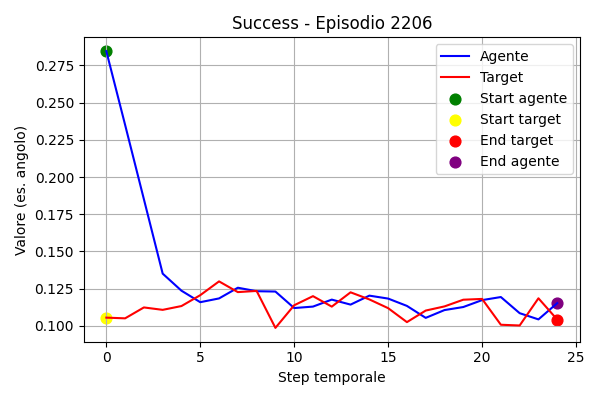 Success - Episodio 2206
Valore (es. angolo)
0.275
0.250
0.225
0.200
0.175
0.150
0.125
0.100
Agente
Target
Start agente
Start target
End target
End agente
0 5 10 15 20 25
Step temporale